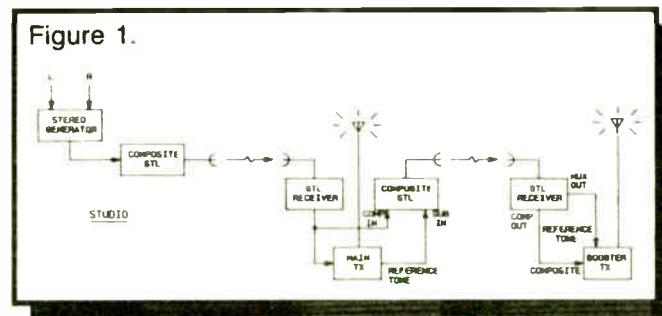 Figure 1.
L R
STEREO
GENERATOR
COMPOSITE
STL
STUDIO
STL
RECEIVER
COMPOSITE
STL
COMP
IN
SUB
IN
MAIN
TX
REFERENCE
TONE
STL
RECEIVER
MUX
OUT
COMP
OUT
REFERENCE
TONE
COMPOSITE
BOOSTER
TX